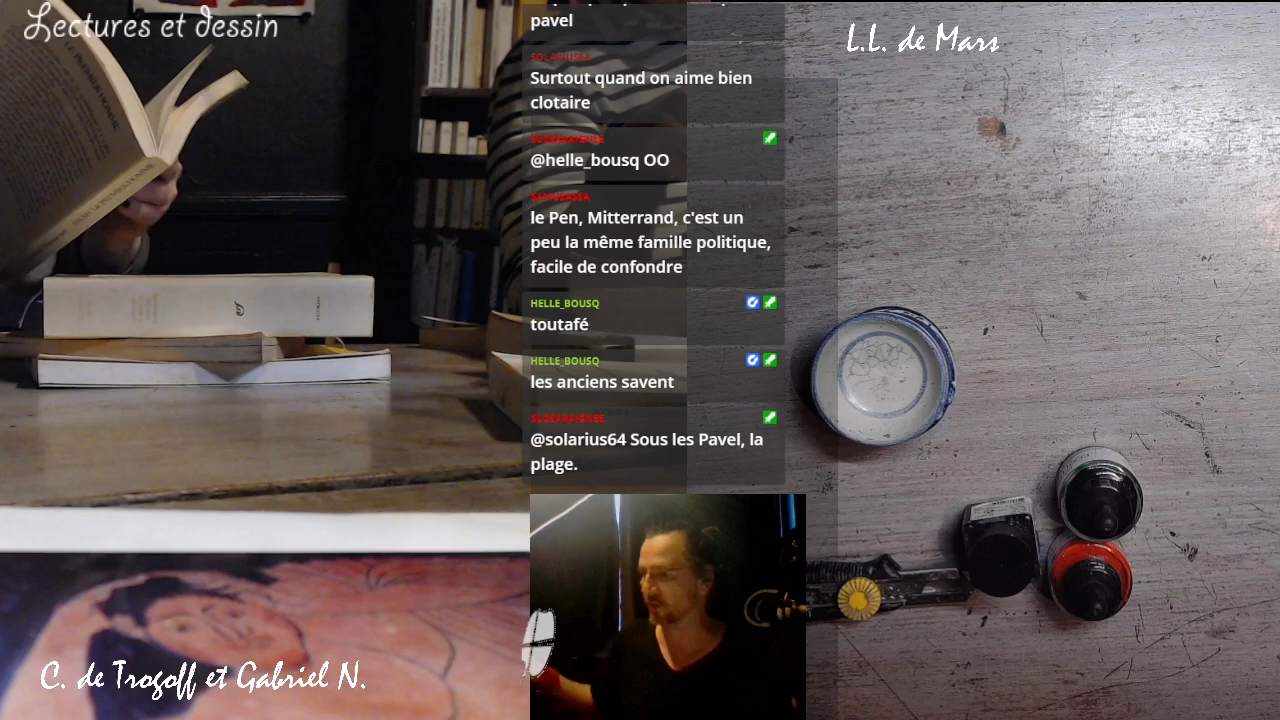 Lectures et dessin
L.L. de Mars
pavel
SOLARIUS64
Surtout quand on aime bien
clotaire
@helle_bousq OO
le Pen, Mitterrand, c'est un
peu la même famille politique,
facile de confondre
HELLE_BOUSQ
toutafé
HELLE_BOUSQ
les anciens savent
@solarius64 Sous les Pavel, la
plage.
C. de Trogoff et Gabriel N.